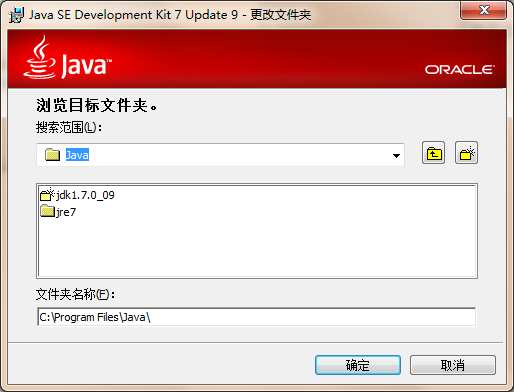 Java SE Development Kit 7 Update 9 - 更改文件夹
Java™
ORACLE
浏览目标文件夹。
搜索范围(L):
Java
jdk1.7.0_09
jre7
文件夹名称(F):
C:\Program Files\Java\
确定
取消